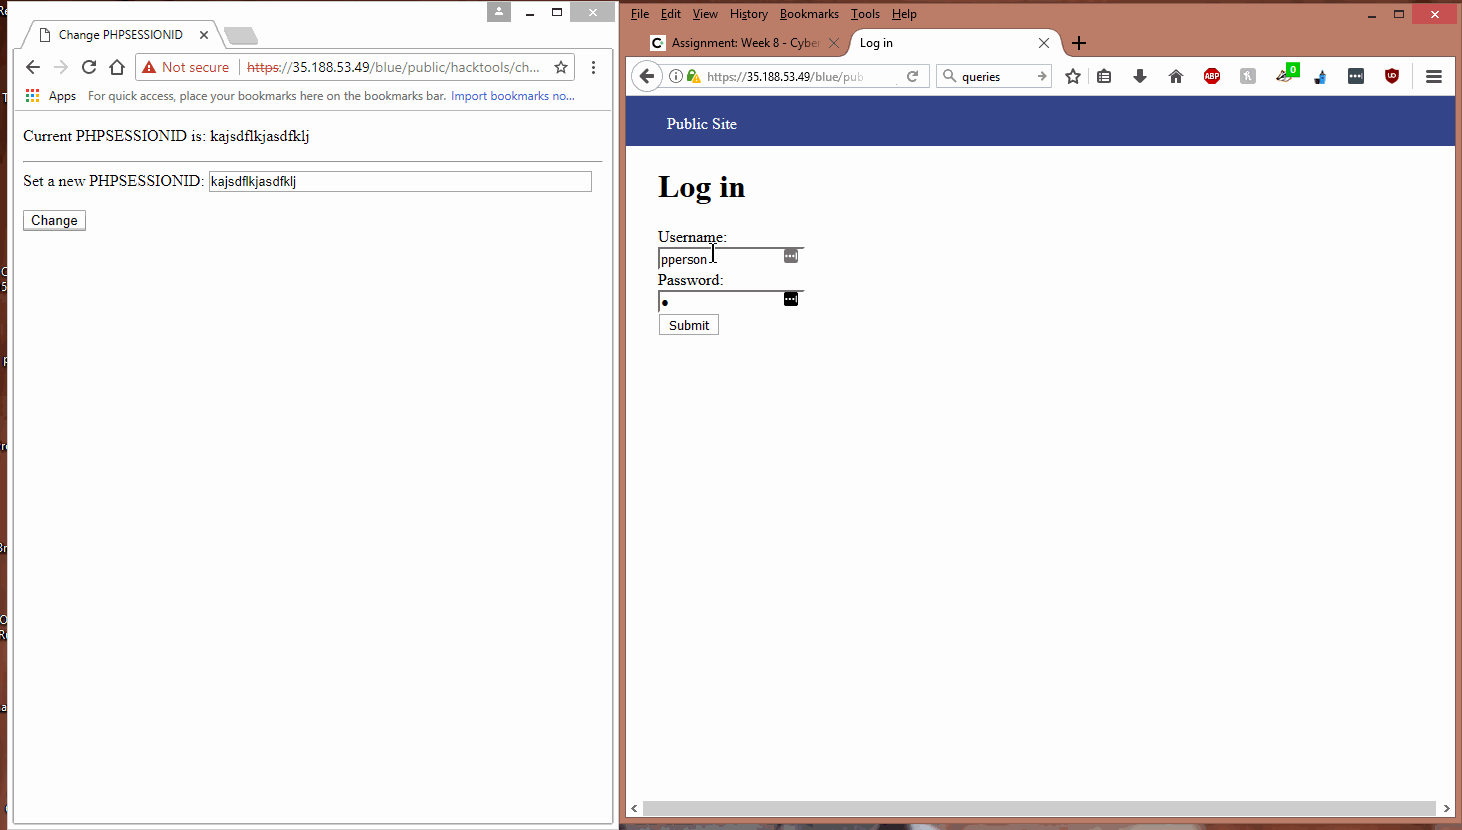 Change PHPSESSIONID
Not secure
https://35.188.53.49/blue/public/hacktools/ch...
Apps
For quick access, place your bookmarks here on the bookmarks bar. Import bookmarks no...
Current PHPSESSIONID is: kajsdflkjasdfklj
Set a new PHPSESSIONID: kajsdflkjasdfklj
Change
File Edit View History Bookmarks Tools Help
Assignment: Week 8 - Cyber
Log in
https://35.188.53.49/blue/pub
queries
ABP
0
Public Site
Log in
Username:
pperson
Password:
Submit